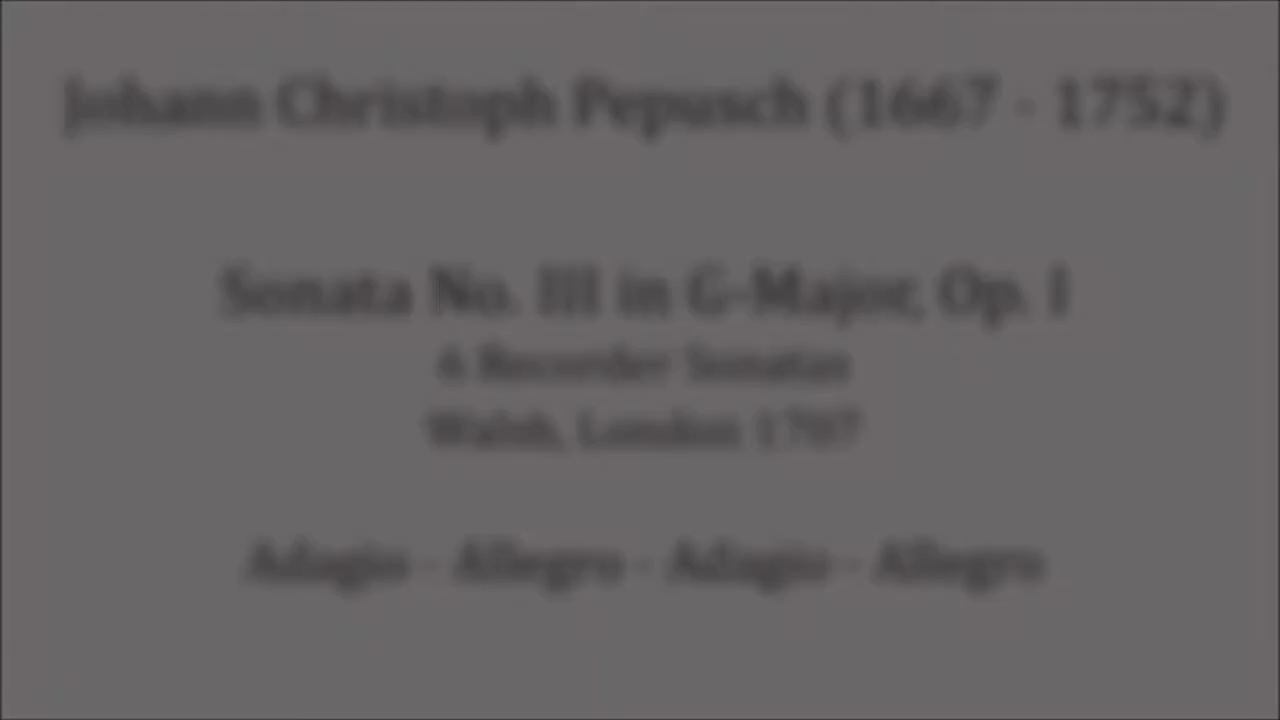 Johann Christoph Pepusch (1667 - 1752)
Sonata No. III in G-Major, Op. I
6 Recorder Sonatas
Walsh, London 1707
Adagio - Allegro - Adagio - Allegro